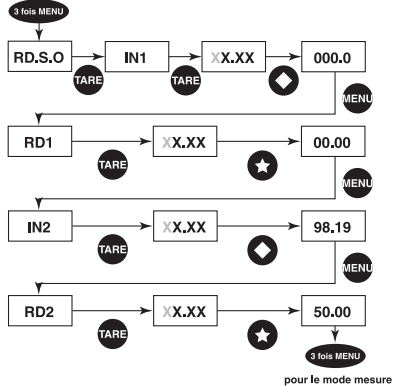 3 fois MENU
RD.S.O TARE IN1 TARE XX.XX 000.0
MENU
RD1 TARE XX.XX 00.00
MENU
IN2 TARE XX.XX 98.19
MENU
RD2 TARE XX.XX 50.00
3 fois MENU
pour le mode mesure